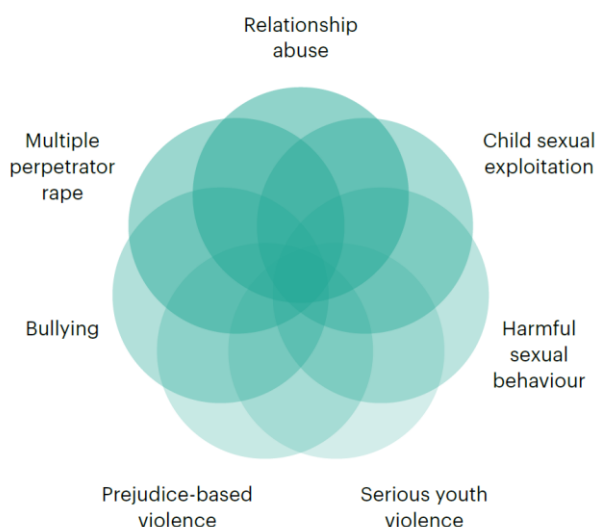 Relationship
abuse
Multiple
perpetrator
rape
Child sexual
exploitation
Bullying
Harmful
sexual
behaviour
Prejudice-based
violence
Serious youth
violence